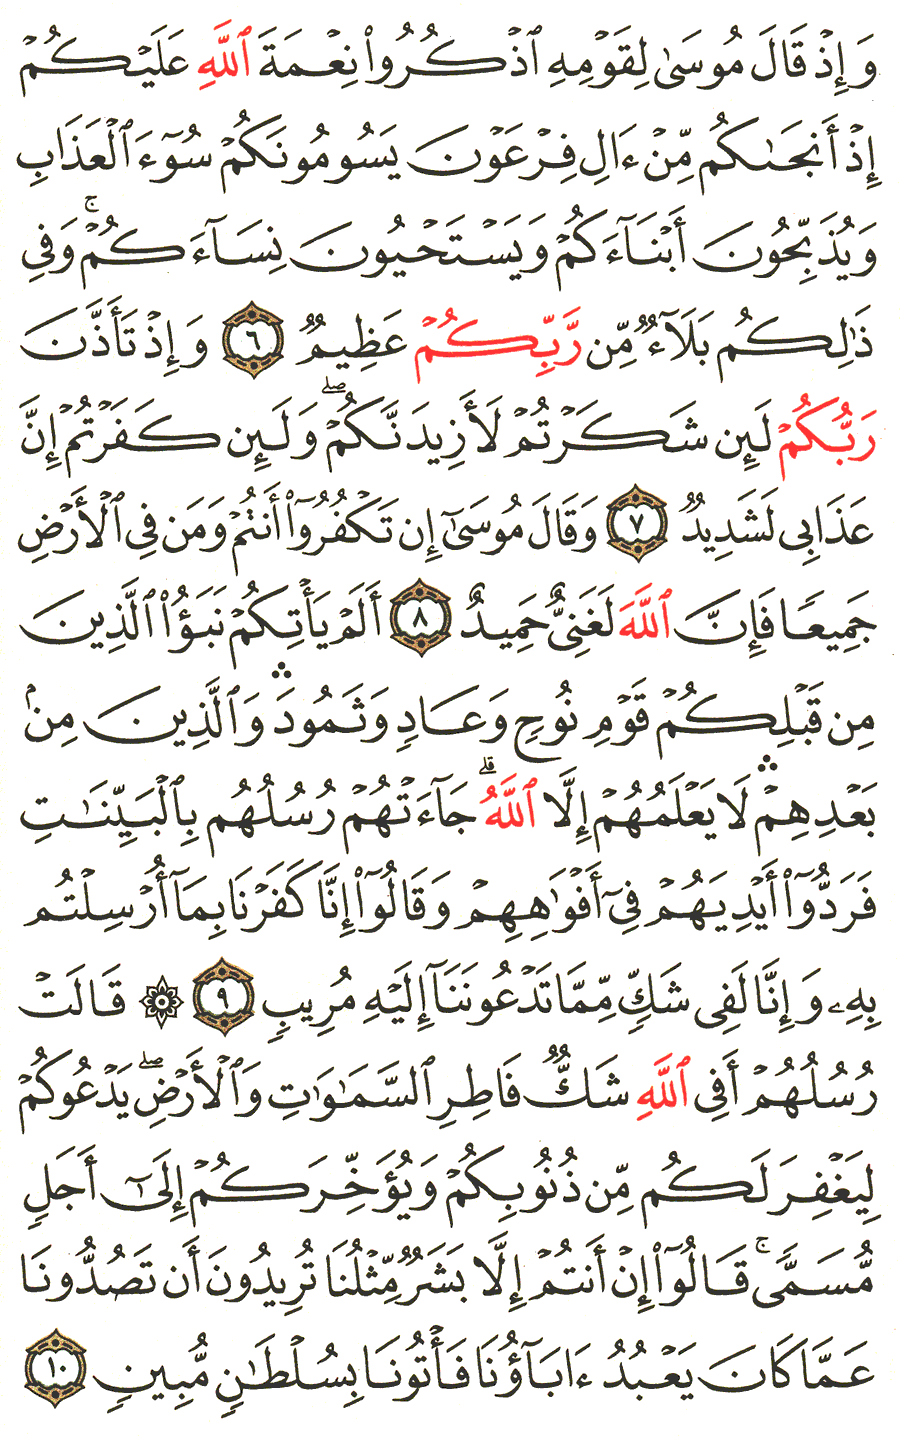 وَإِذْ قَالَ مُوسَىٰ لِقَوْمِهِ ٱذْكُرُوا۟ نِعْمَةَ ٱللَّهِ عَلَيْكُمْ
إِذْ أَنجَىٰكُم مِّنْ ءَالِ فِرْعَوْنَ يَسُومُونَكُمْ سُوٓءَ ٱلْعَذَابِ
وَيُذَبِّحُونَ أَبْنَآءَكُمْ وَيَسْتَحْيُونَ نِسَآءَكُمْ ۚ وَفِى
ذَٰلِكُم بَلَآءٌ مِّن رَّبِّكُمْ عَظِيمٌ ٦ وَإِذْ تَأَذَّنَ
رَبُّكُمْ لَئِن شَكَرْتُمْ لَأَزِيدَنَّكُمْ ۖ وَلَئِن كَفَرْتُمْ إِنَّ
عَذَابِى لَشَدِيدٌ ٧ وَقَالَ مُوسَىٰٓ إِن تَكْفُرُوٓا۟ أَنتُمْ وَمَن فِى ٱلْأَرْضِ
جَمِيعًا فَإِنَّ ٱللَّهَ لَغَنِىٌّ حَمِيدٌ ٨ أَلَمْ يَأْتِكُمْ نَبَؤُا۟ ٱلَّذِينَ
مِن قَبْلِكُمْ قَوْمِ نُوحٍ وَعَادٍ وَثَمُودَ ۛ وَٱلَّذِينَ مِنۢ
بَعْدِهِمْ ۛ لَا يَعْلَمُهُمْ إِلَّا ٱللَّهُ ۚ جَآءَتْهُمْ رُسُلُهُم بِٱلْبَيِّنَـٰتِ
فَرَدُّوٓا۟ أَيْدِيَهُمْ فِىٓ أَفْوَٰهِهِمْ وَقَالُوٓا۟ إِنَّا كَفَرْنَا بِمَآ أُرْسِلْتُم
بِهِۦ وَإِنَّا لَفِى شَكٍّ مِّمَّا تَدْعُونَنَآ إِلَيْهِ مُرِيبٍ ٩ ۞ قَالَتْ
رُسُلُهُمْ أَفِى ٱللَّهِ شَكٌّ فَاطِرِ ٱلسَّمَـٰوَٰتِ وَٱلْأَرْضِ ۖ يَدْعُوكُمْ
لِيَغْفِرَ لَكُم مِّن ذُنُوبِكُمْ وَيُؤَخِّرَكُمْ إِلَىٰٓ أَجَلٍ
مُّسَمًّى ۚ قَالُوٓا۟ إِنْ أَنتُمْ إِلَّا بَشَرٌ مِّثْلُنَا تُرِيدُونَ أَن تَصُدُّونَا
عَمَّا كَانَ يَعْبُدُ ءَابَآؤُنَا فَأْتُونَا بِسُلْطَـٰنٍ مُّبِينٍ ١٠